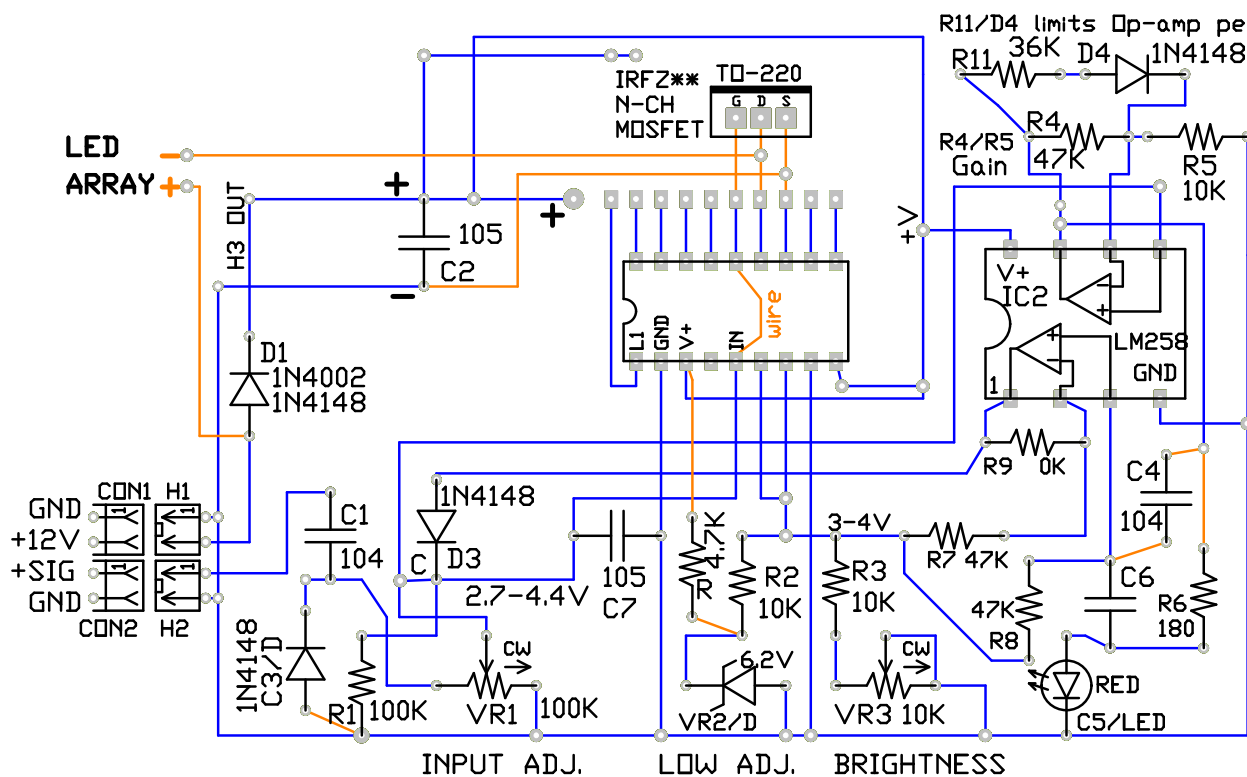 R11/D4 limits Op-amp pe
R11
36K
D4
1N4148
IRFZ**
N-CH
MOSFET
TO-220
G D S
R4
47K
R4/R5
Gain
R5
10K
LED -
ARRAY +
H3 OUT
+
105
C2
-
+
+V
V+
IC2
LM258
GND
1
-
+
+
-
L1
GND
V+
IN
wire
D1
1N4002
1N4148
R9
0K
CON1
H1
GND
+12V
+SIG
GND
1
1
1
1
CON2
H2
C1
104
1N4148
C
D3
2.7-4.4V
105
C7
4.7K
R
R2
10K
3-4V
R3
10K
R7
47K
C4
104
C6
47K
R8
R6
180
1N4148
C3/D
R1
100K
CW
VR1
100K
6.2V
VR2/D
CW
VR3
10K
RED
C5/LED
INPUT ADJ.
LOW ADJ.
BRIGHTNESS